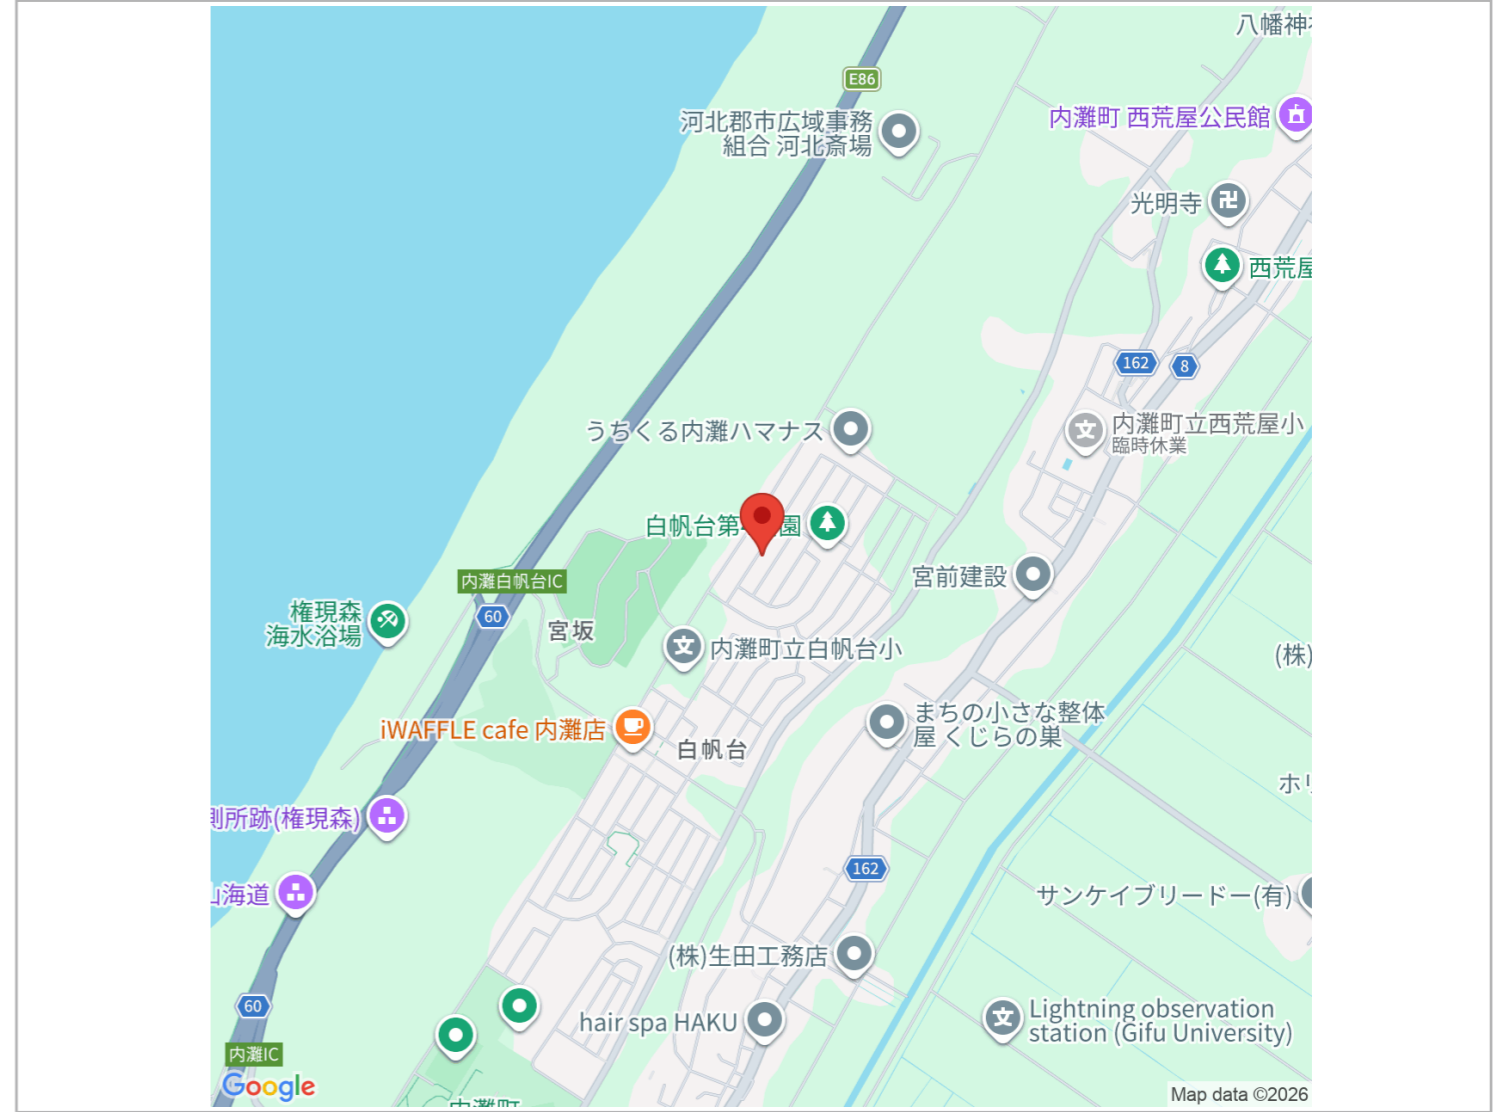 八幡神
E86
河北郡市広域事務
組合 河北斎場
内灘町 西荒屋公民館
光明寺
西荒屋
162
8
うちくる内灘ハマナス
内灘町立西荒屋小
臨時休業
白帆台第
園
内灘白帆台IC
60
宮坂
権現森
海水浴場
宮前建設
内灘町立白帆台小
(株)
iWAFFLE cafe 内灘店
白帆台
まちの小さな整体
屋 くじらの巣
則所跡(権現森)
162
山海道
サンケイブリードー(有)
(株)生田工務店
60
hair spa HAKU
Lightning observation
station (Gifu University)
内灘IC
Google
内灘町
Map data ©2026